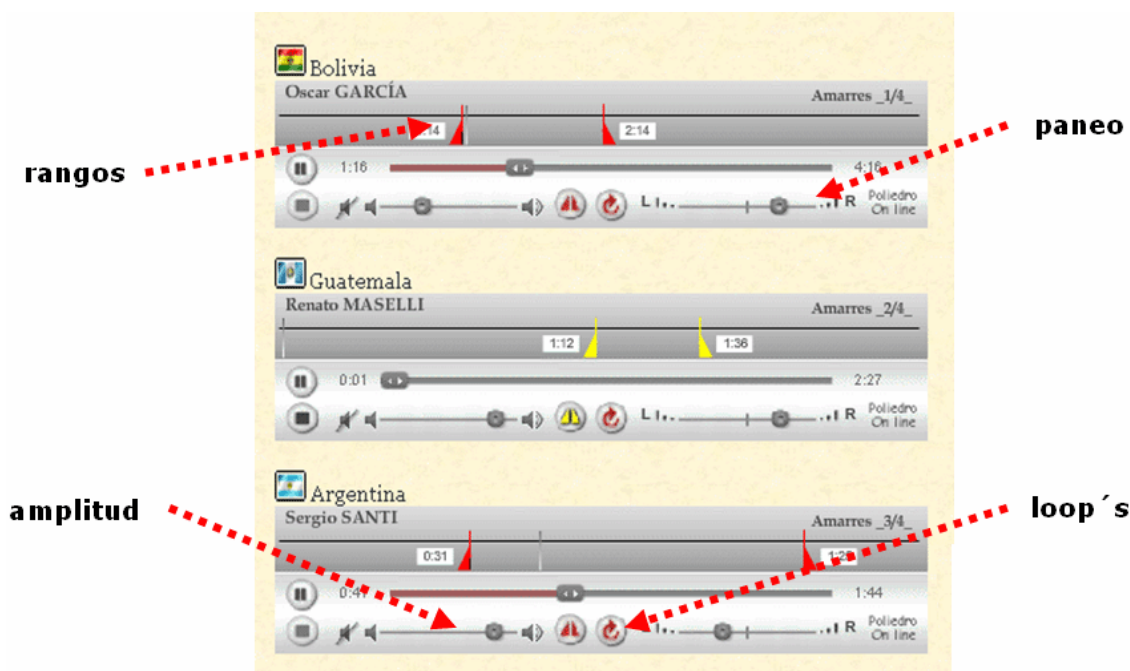 Bolivia
Oscar GARCÍA Amarres _1/4_
2:14
paneo
rangos
1:16 4:16
L R Poliedro
On line
Guatemala
Renato MASELLI Amarres _2/4_
1:12 1:36
0:01 2:27
L R Poliedro
On line
Argentina
amplitud
loop´s
Sergio SANTI Amarres _3/4_
0:31
1:44
L R Poliedro
On line